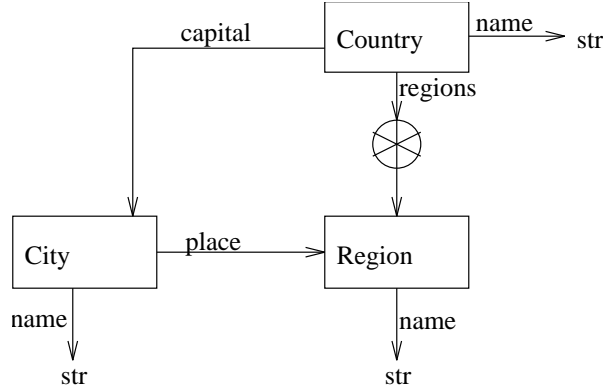 capital
Country
name
str
regions
City
place
Region
name
name
str
str